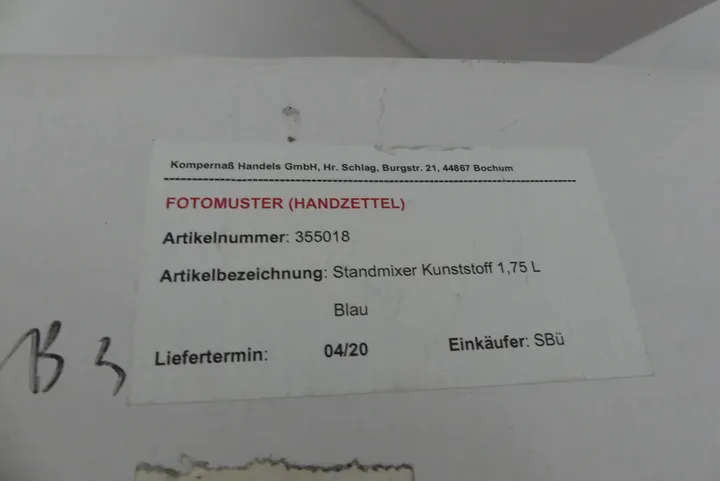 Kompernaß Handels GmbH, Hr. Schlag, Burgstr. 21, 44867 Bochum
FOTOMUSTER (HANDZETTEL)
Artikelnummer: 355018
Artikelbezeichnung: Standmixer Kunststoff 1,75 L
Blau
Liefertermin: 04/20 Einkäufer: SBü
B 3